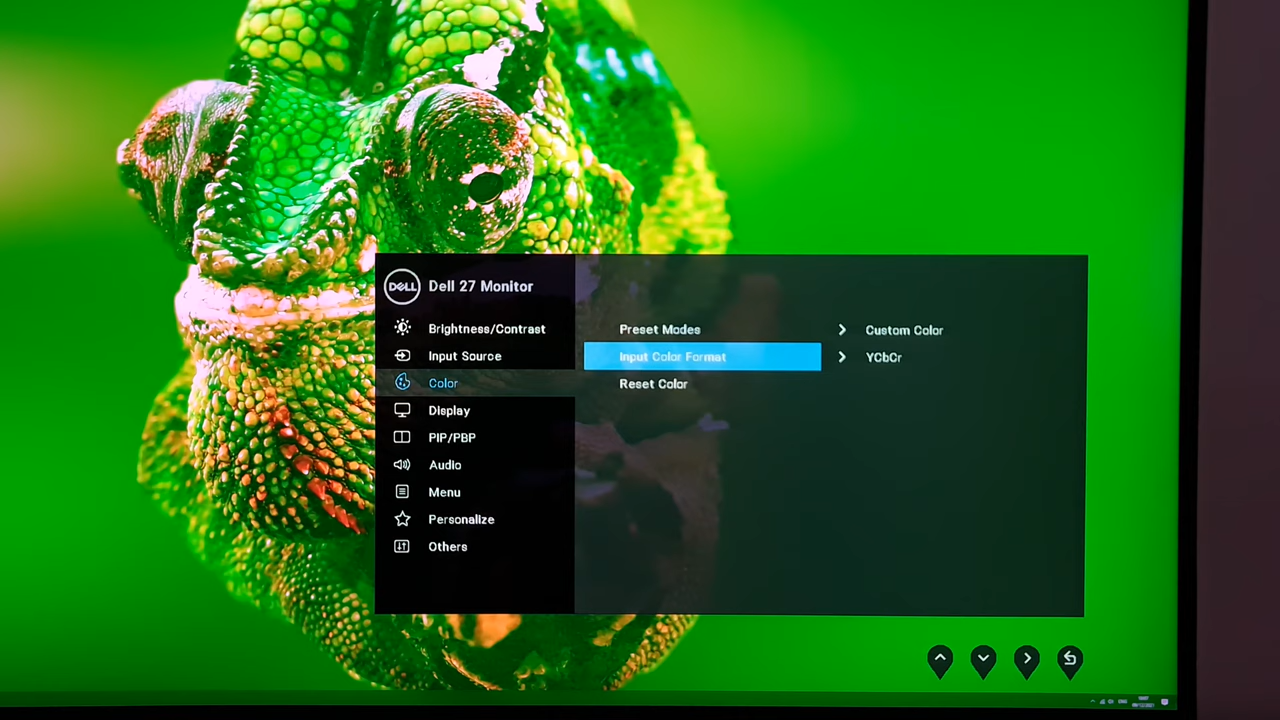 DELL
Dell 27 Monitor
Brightness/Contrast
Input Source
Color
Display
PIP/PBP
Audio
Menu
Personalize
Others
Preset Modes
Custom Color
Input Color Format
YCbCr
Reset Color